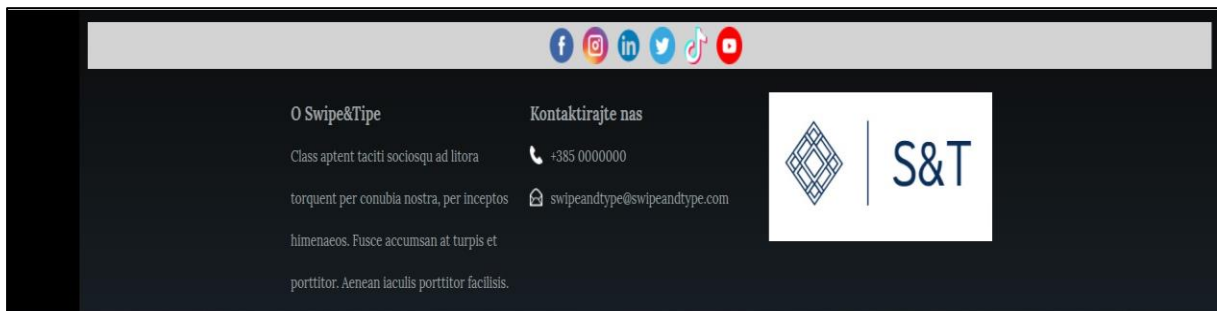 O Swipe&Tipe
Class aptent taciti sociosqu ad litora
torquent per conubia nostra, per inceptos
himenaeos. Fusce accumsan at turpis et
porttitor. Aenean iaculis porttitor facilisis.
Kontaktirajte nas
+385 0000000
swipeandtype@swipeandtype.com
S&T